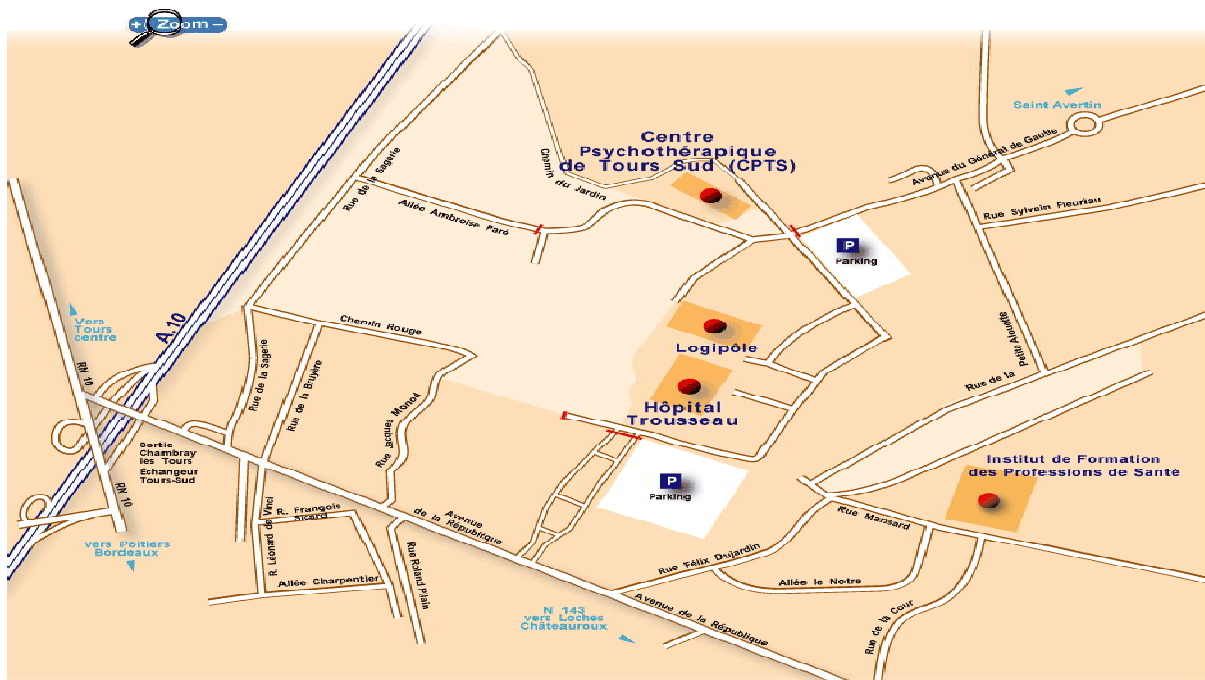 + Zoom –
Saint Avertin
Centre
Psychothérapique
de Tours Sud (CPTS)
Avenue du Général de Gaulle
Chemin
du Jardin
Rue de la Sagerie
Allée Ambroise Paré
Rue Sylvain Fleuriau
P
Parking
Vers
Tours
centre
A.10
Chemin Rouge
Logipôle
Rue de la
Petite Alouette
RN 10
Rue de la Sagerie
Rue de la Bruyère
Rue Jacques Monod
Hôpital
Trousseau
Sortie
Chambray
les Tours
Echangeur
Tours-Sud
Institut de Formation
des Professions de Santé
P
Parking
RN 10
Rue Mansard
Avenue
de la République
R. François
Sicard
R. Léonard de Vinci
vers Poitiers
Bordeaux
Rue Roland Pilain
Rue Félix Dujardin
Allée Charpentier
Allée le Notre
Avenue de la République
Rue de la Cour
N 143
vers Loches
Châteauroux